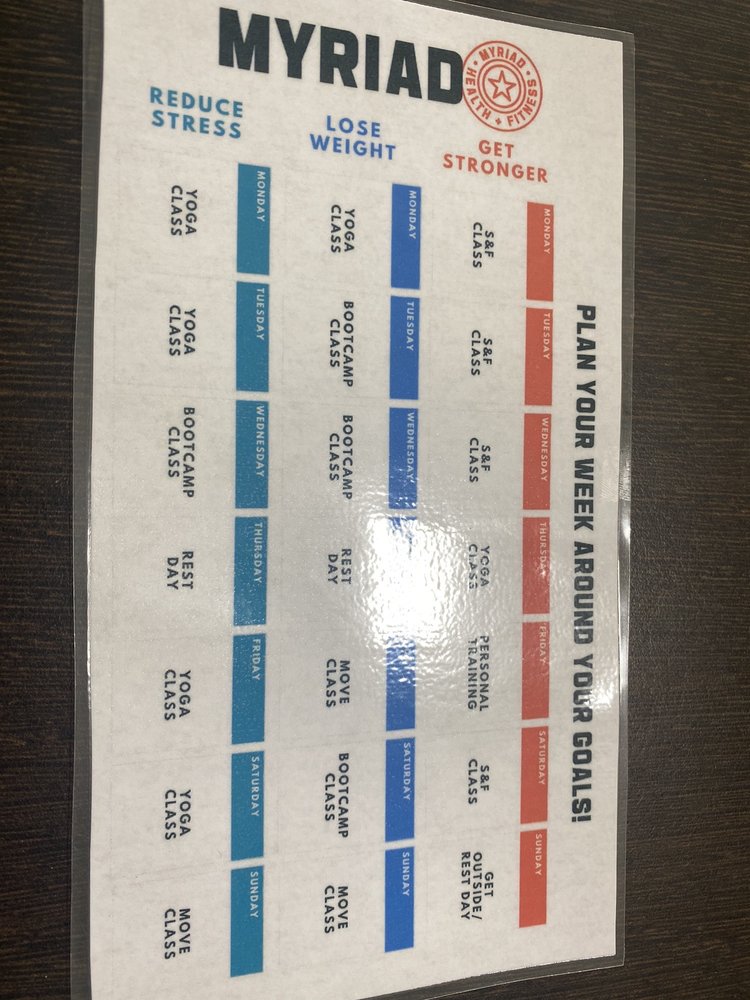 MYRIAD
MYRIAD
HEALTH + FITNESS
PLAN YOUR WEEK AROUND YOUR GOALS!
GET
STRONGER
MONDAY
S&F
CLASS
TUESDAY
S&F
CLASS
WEDNESDAY
S&F
CLASS
THURSDAY
YOGA
CLASS
FRIDAY
PERSONAL
TRAINING
SATURDAY
S&F
CLASS
SUNDAY
GET
OUTSIDE/
REST DAY
LOSE
WEIGHT
MONDAY
YOGA
CLASS
TUESDAY
BOOTCAMP
CLASS
WEDNESDAY
BOOTCAMP
CLASS
REST
DAY
MOVE
CLASS
SATURDAY
BOOTCAMP
CLASS
SUNDAY
MOVE
CLASS
REDUCE
STRESS
MONDAY
YOGA
CLASS
TUESDAY
YOGA
CLASS
WEDNESDAY
BOOTCAMP
CLASS
THURSDAY
REST
DAY
FRIDAY
YOGA
CLASS
SATURDAY
YOGA
CLASS
SUNDAY
MOVE
CLASS